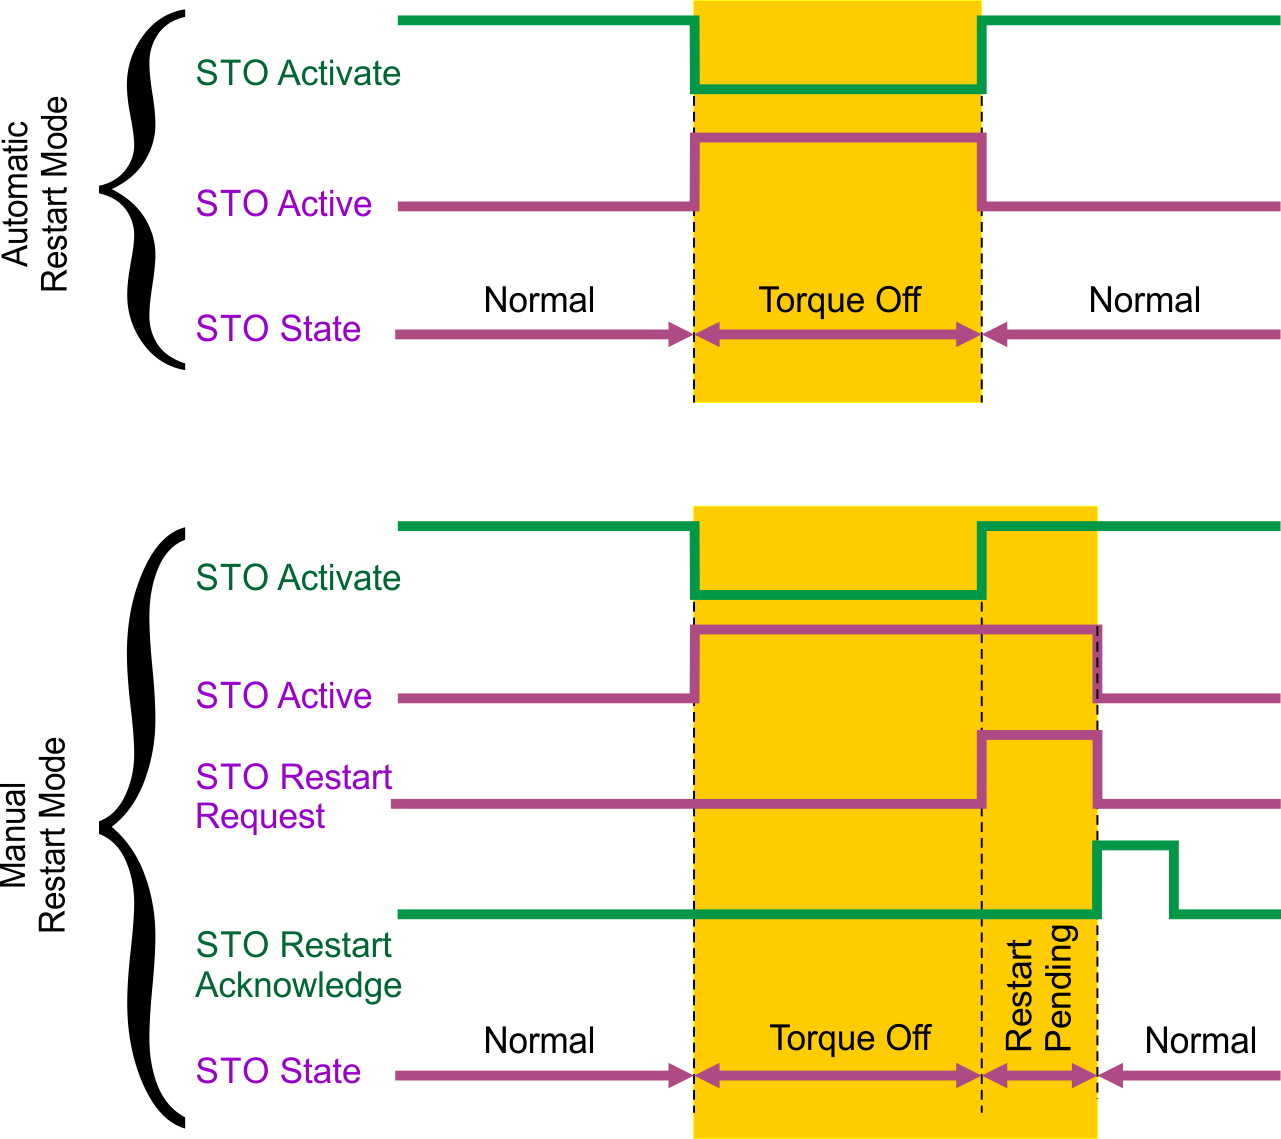 Automatic
Restart Mode
STO Activate
STO Active
STO State
Normal
Torque Off
Normal
Manual
Restart Mode
STO Activate
STO Active
STO Restart
Request
STO Restart
Acknowledge
STO State
Normal
Torque Off
Restart
Pending
Normal